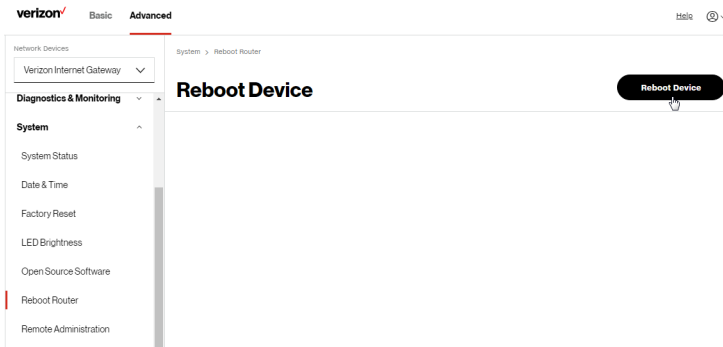 verizon✓ Basic Advanced Help
Network Devices
Verizon Internet Gateway
Diagnostics & Monitoring
System
System Status
Date & Time
Factory Reset
LED Brightness
Open Source Software
Reboot Router
Remote Administration
System > Reboot Router
Reboot Device
Reboot Device